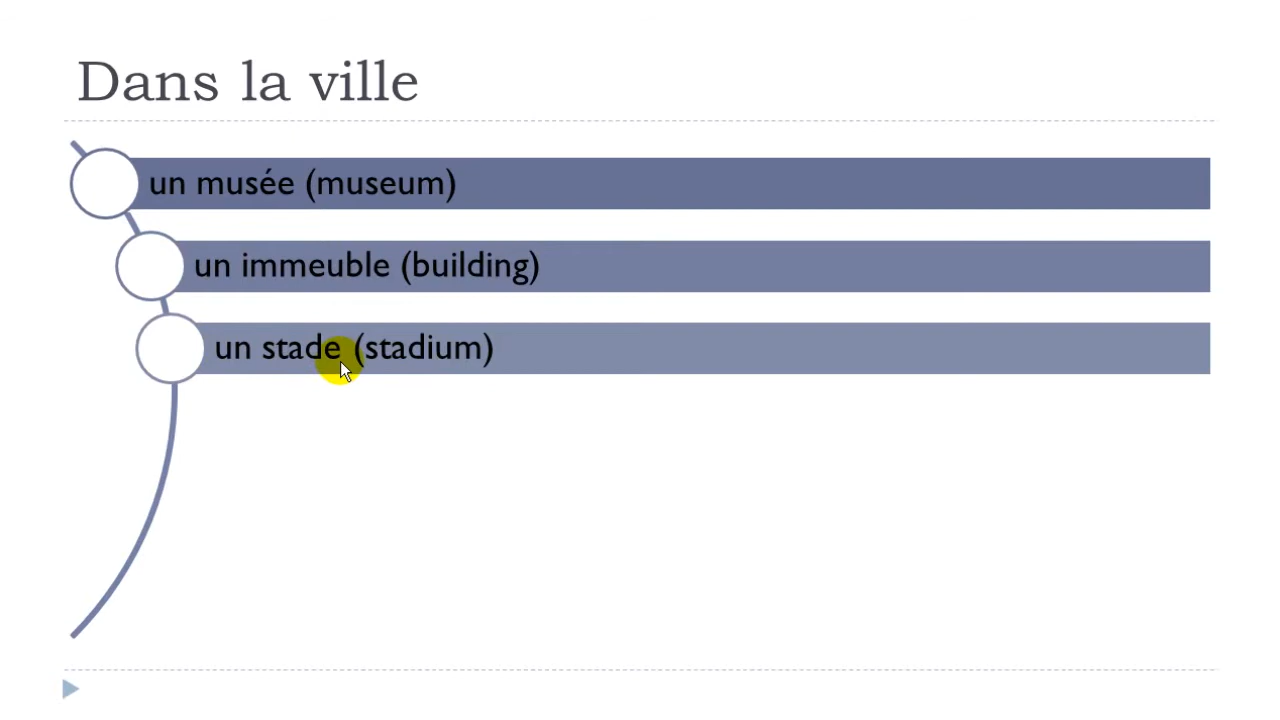 Dans la ville
un musée (museum)
un immeuble (building)
un stade (stadium)